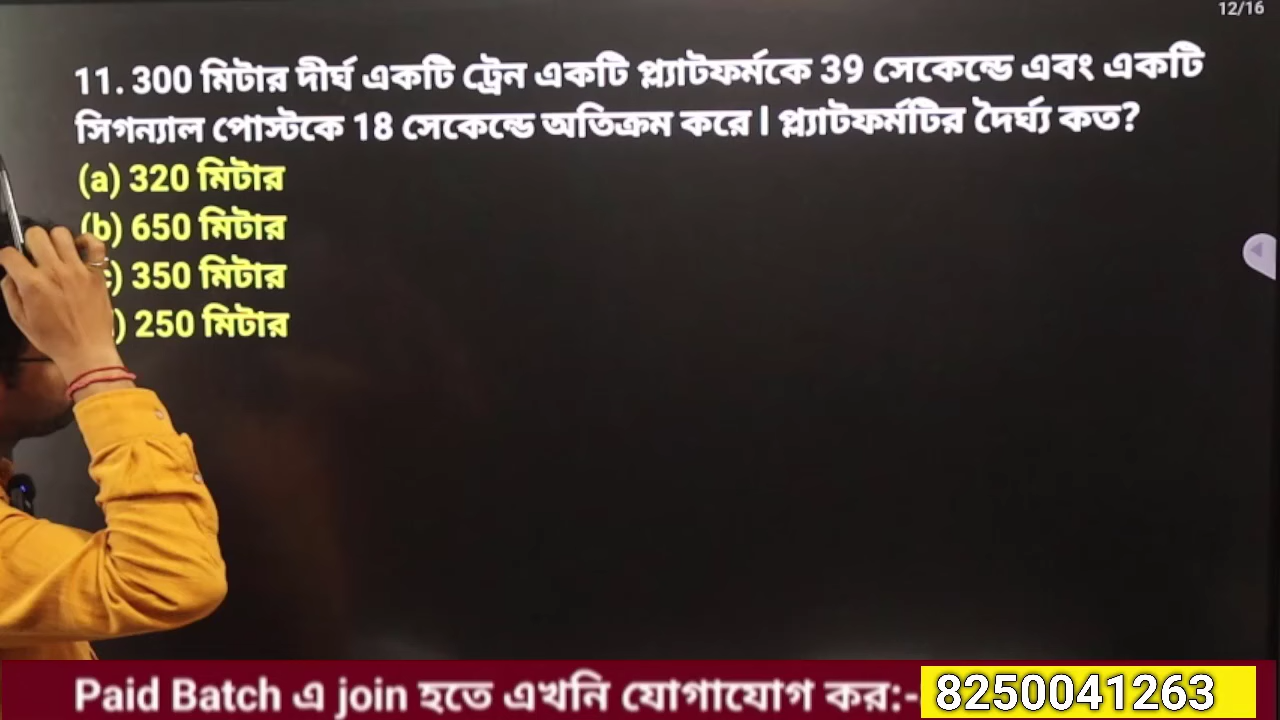 12/16
11. 300 মিটার দীর্ঘ একটি ট্রেন একটি প্ল্যাটফর্মকে 39 সেকেন্ডে এবং একটি
সিগন্যাল পোস্টকে 18 সেকেন্ডে অতিক্রম করে। প্ল্যাটফর্মটির দৈর্ঘ্য কত?
(a) 320 মিটার
(b) 650 মিটার
) 350 মিটার
) 250 মিটার
Paid Batch এ join হতে এখনি যোগাযোগ কর:- 8250041263